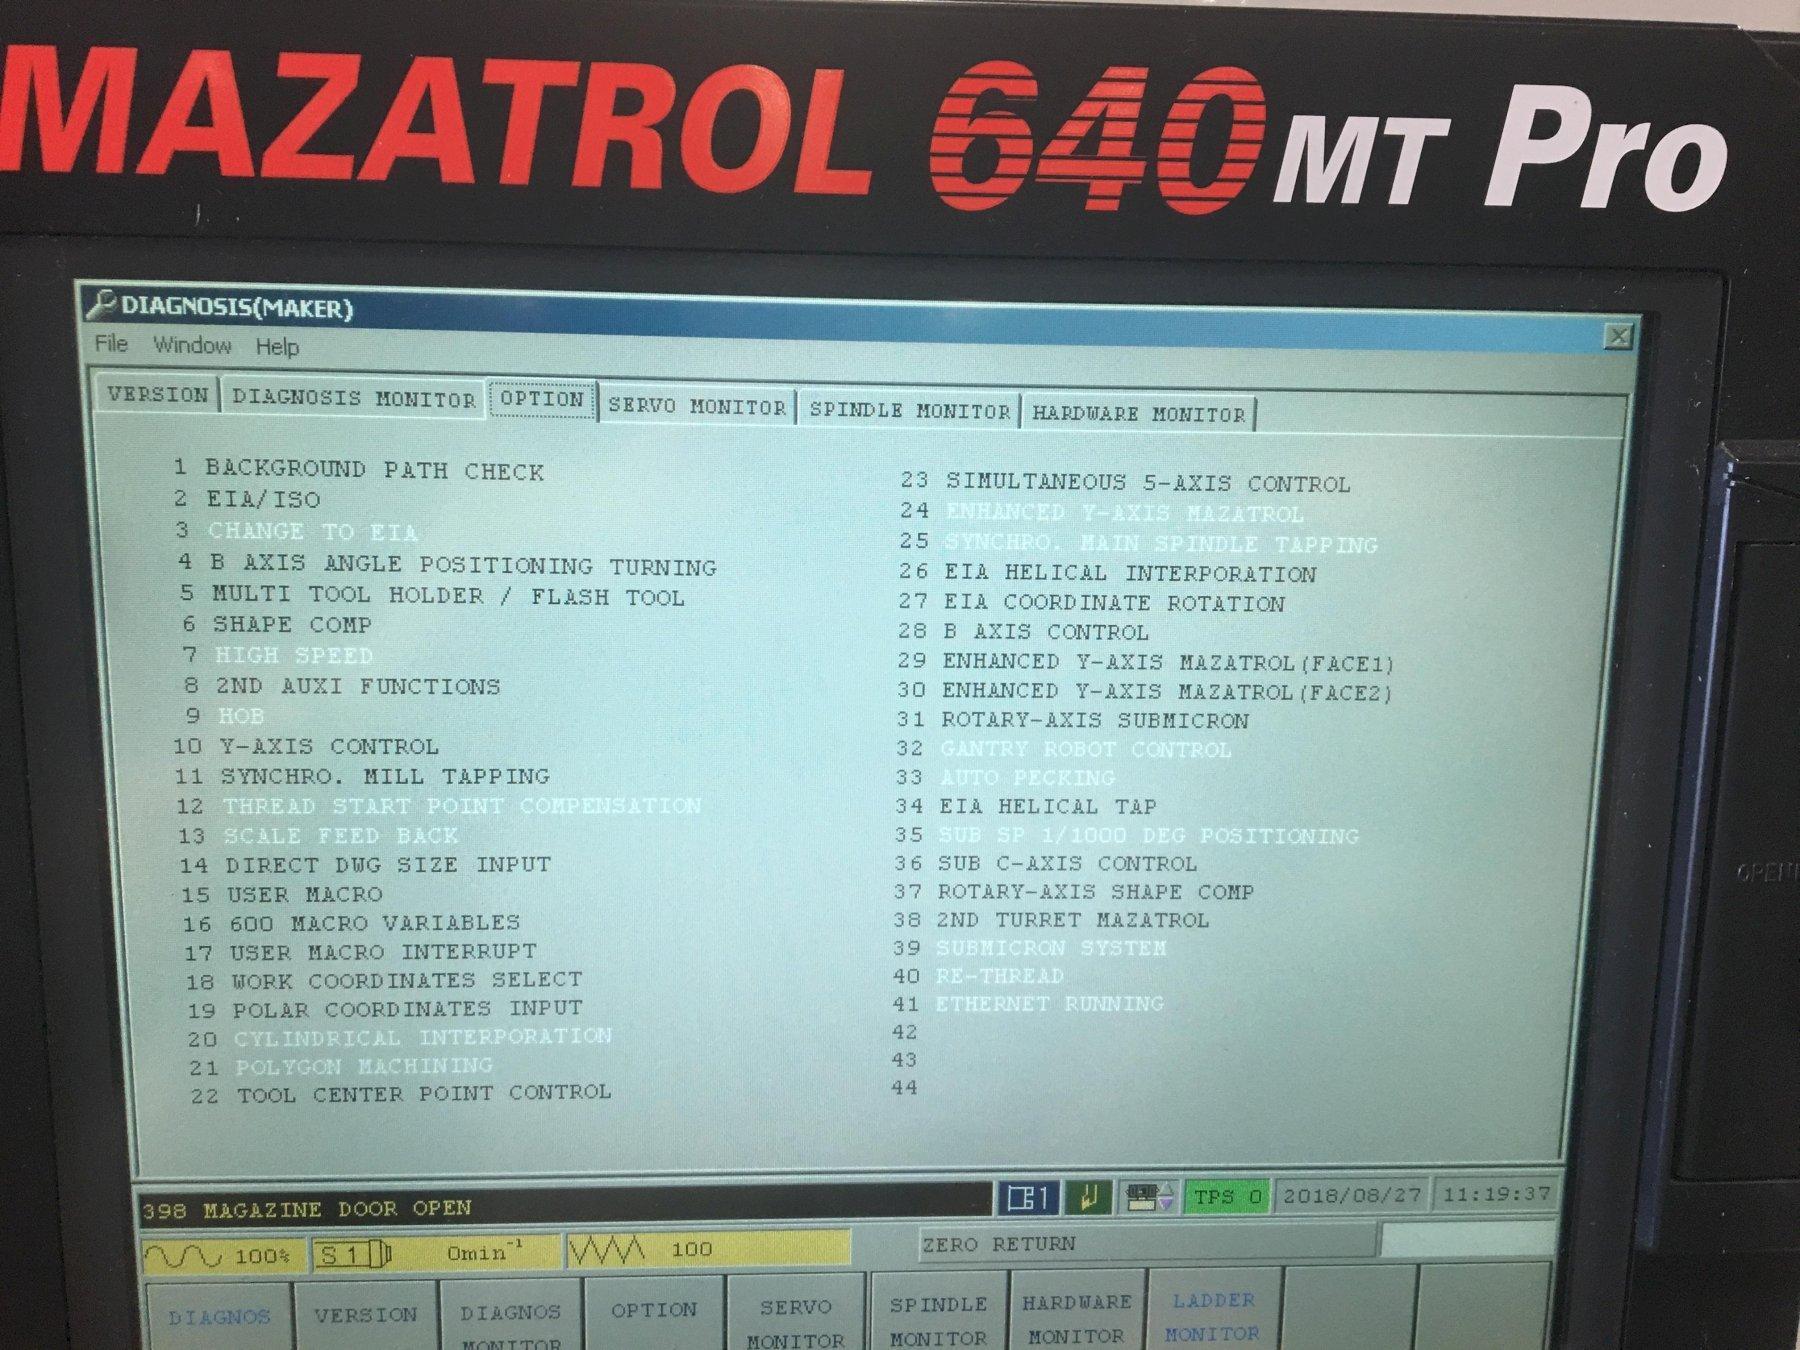 MAZATROL 640 MT Pro
DIAGNOSIS(MAKER)
File Window Help
VERSION DIAGNOSIS MONITOR OPTION SERVO MONITOR SPINDLE MONITOR HARDWARE MONITOR
1 BACKGROUND PATH CHECK
2 EIA/ISO
3 CHANGE TO EIA
4 B AXIS ANGLE POSITIONING TURNING
5 MULTI TOOL HOLDER / FLASH TOOL
6 SHAPE COMP
7 HIGH SPEED
8 2ND AUXI FUNCTIONS
9 HOB
10 Y-AXIS CONTROL
11 SYNCHRO. MILL TAPPING
12 THREAD START POINT COMPENSATION
13 SCALE FEED BACK
14 DIRECT DWG SIZE INPUT
15 USER MACRO
16 600 MACRO VARIABLES
17 USER MACRO INTERRUPT
18 WORK COORDINATES SELECT
19 POLAR COORDINATES INPUT
20 CYLINDRICAL INTERPORATION
21 POLYGON MACHINING
22 TOOL CENTER POINT CONTROL
23 SIMULTANEOUS 5-AXIS CONTROL
24 ENHANCED Y-AXIS MAZATROL
25 SYNCHRO. MAIN SPINDLE TAPPING
26 EIA HELICAL INTERPORATION
27 EIA COORDINATE ROTATION
28 B AXIS CONTROL
29 ENHANCED Y-AXIS MAZATROL(FACE1)
30 ENHANCED Y-AXIS MAZATROL(FACE2)
31 ROTARY-AXIS SUBMICRON
32 GANTRY ROBOT CONTROL
33 AUTO PECKING
34 EIA HELICAL TAP
35 SUB SP 1/1000 DEG POSITIONING
36 SUB C-AXIS CONTROL
37 ROTARY-AXIS SHAPE COMP
38 2ND TURRET MAZATROL
39 SUBMICRON SYSTEM
40 RE-THREAD
41 ETHERNET RUNNING
42
43
44
398 MAGAZINE DOOR OPEN 1 TPS 0 2018/08/27 11:19:37
100% S 1 0min⁻¹ 100 ZERO RETURN
DIAGNOS VERSION DIAGNOS OPTION SERVO SPINDLE HARDWARE LADDER
MONITOR MONITOR MONITOR MONITOR MONITOR